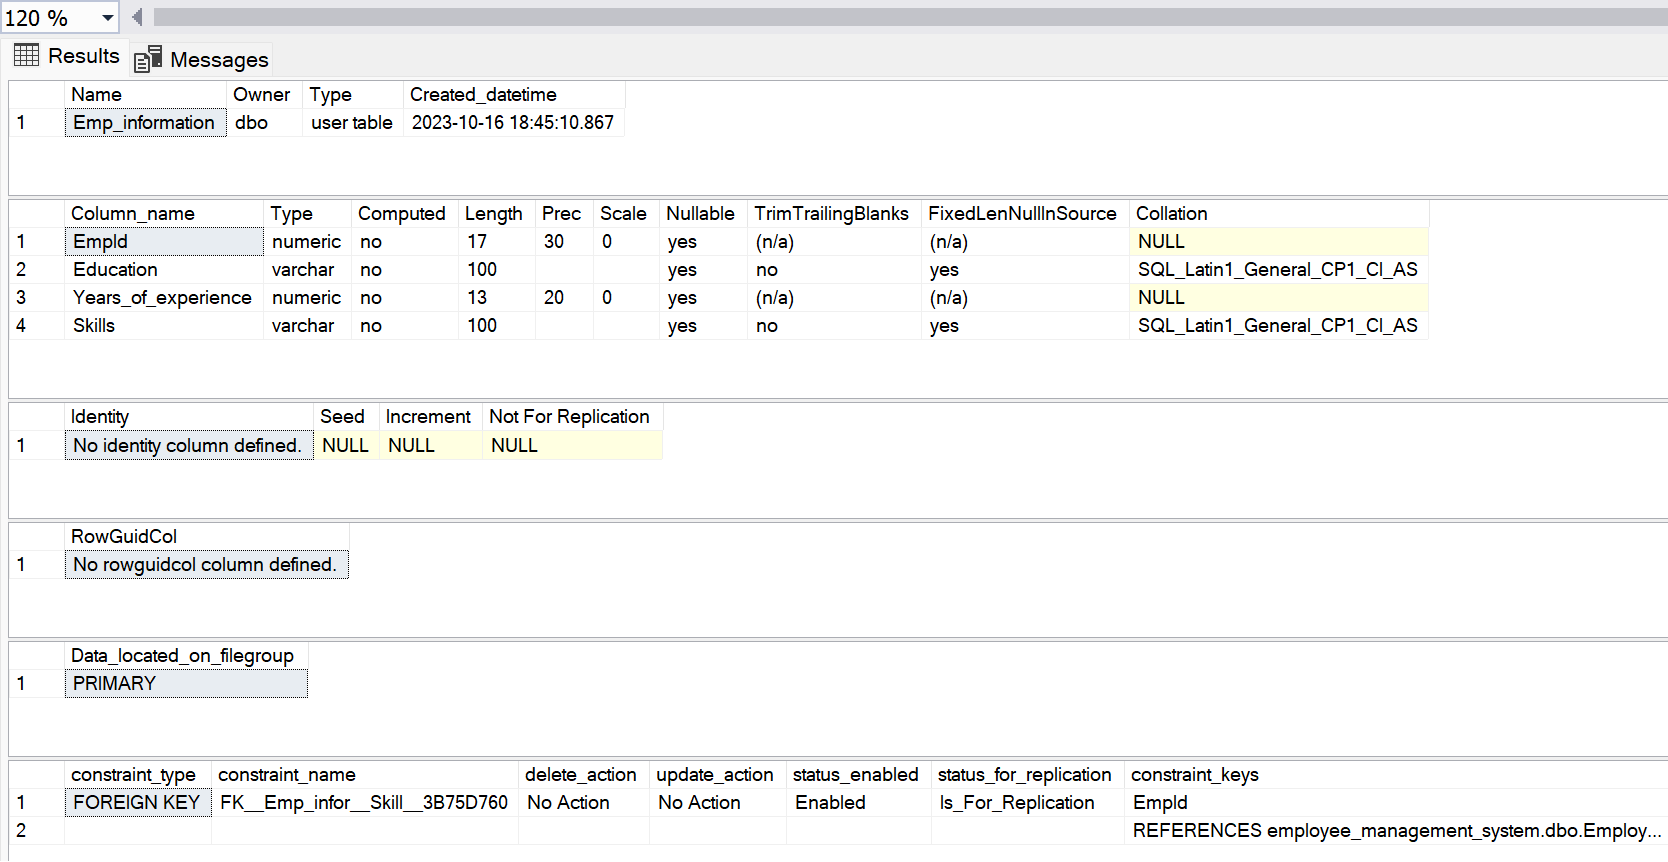 120 %
Results Messages
Name Owner Type Created_datetime
1 Emp_information dbo user table 2023-10-16 18:45:10.867
Column_name Type Computed Length Prec Scale Nullable TrimTrailingBlanks FixedLenNullInSource Collation
1 EmpId numeric no 17 30 0 yes (n/a) (n/a) NULL
2 Education varchar no 100 yes no yes SQL_Latin1_General_CP1_CI_AS
3 Years_of_experience numeric no 13 20 0 yes (n/a) (n/a) NULL
4 Skills varchar no 100 yes no yes SQL_Latin1_General_CP1_CI_AS
Identity Seed Increment Not For Replication
1 No identity column defined. NULL NULL NULL
RowGuidCol
1 No rowguidcol column defined.
Data_located_on_filegroup
1 PRIMARY
constraint_type constraint_name delete_action update_action status_enabled status_for_replication constraint_keys
1 FOREIGN KEY FK__Emp_infor__Skill__3B75D760 No Action No Action Enabled Is_For_Replication EmpId
2 REFERENCES employee_management_system.dbo.Employ...